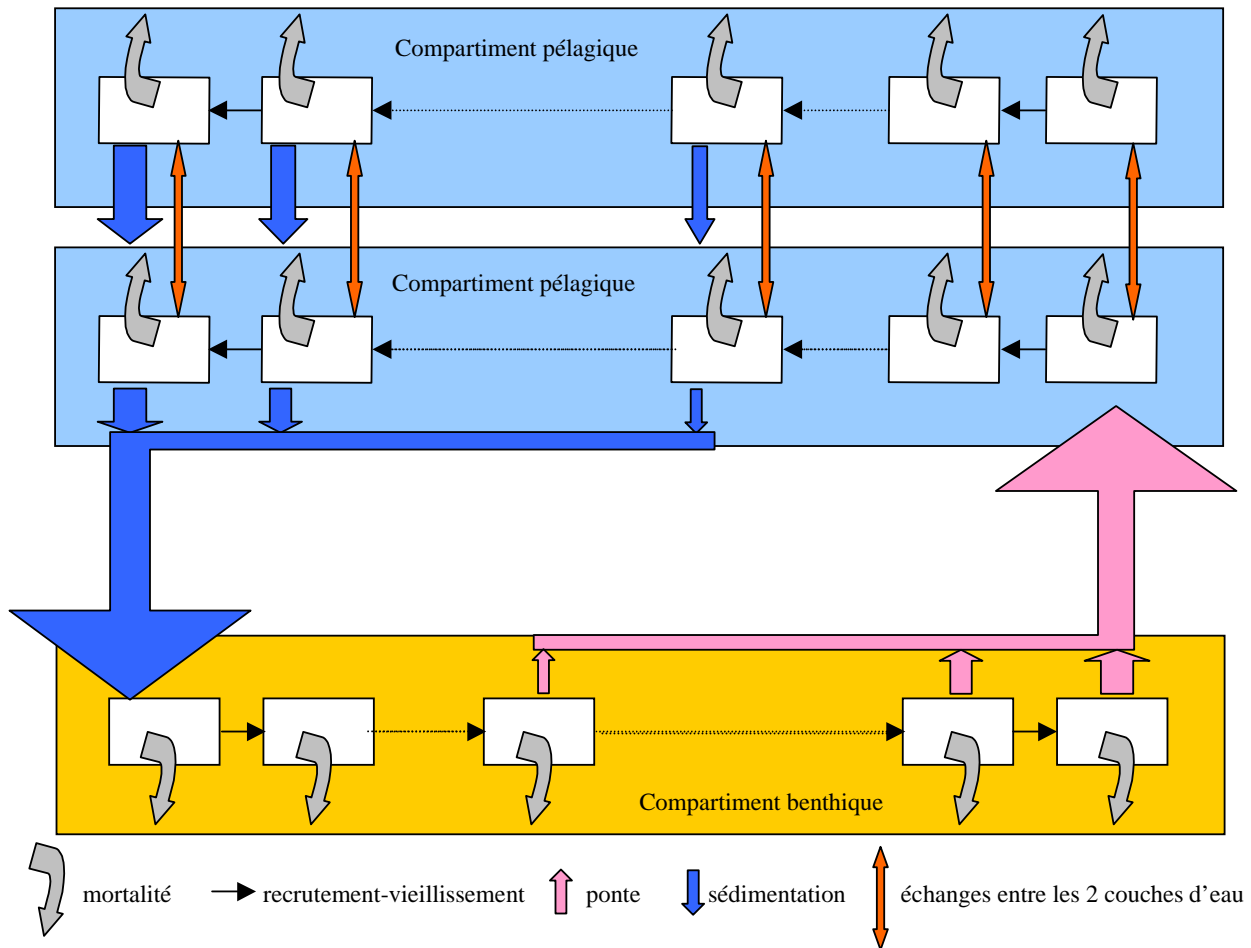 Compartiment pélagique
Compartiment pélagique
Compartiment benthique
mortalité
recrutement-vieillissement
ponte
sédimentation
échanges entre les 2 couches d'eau